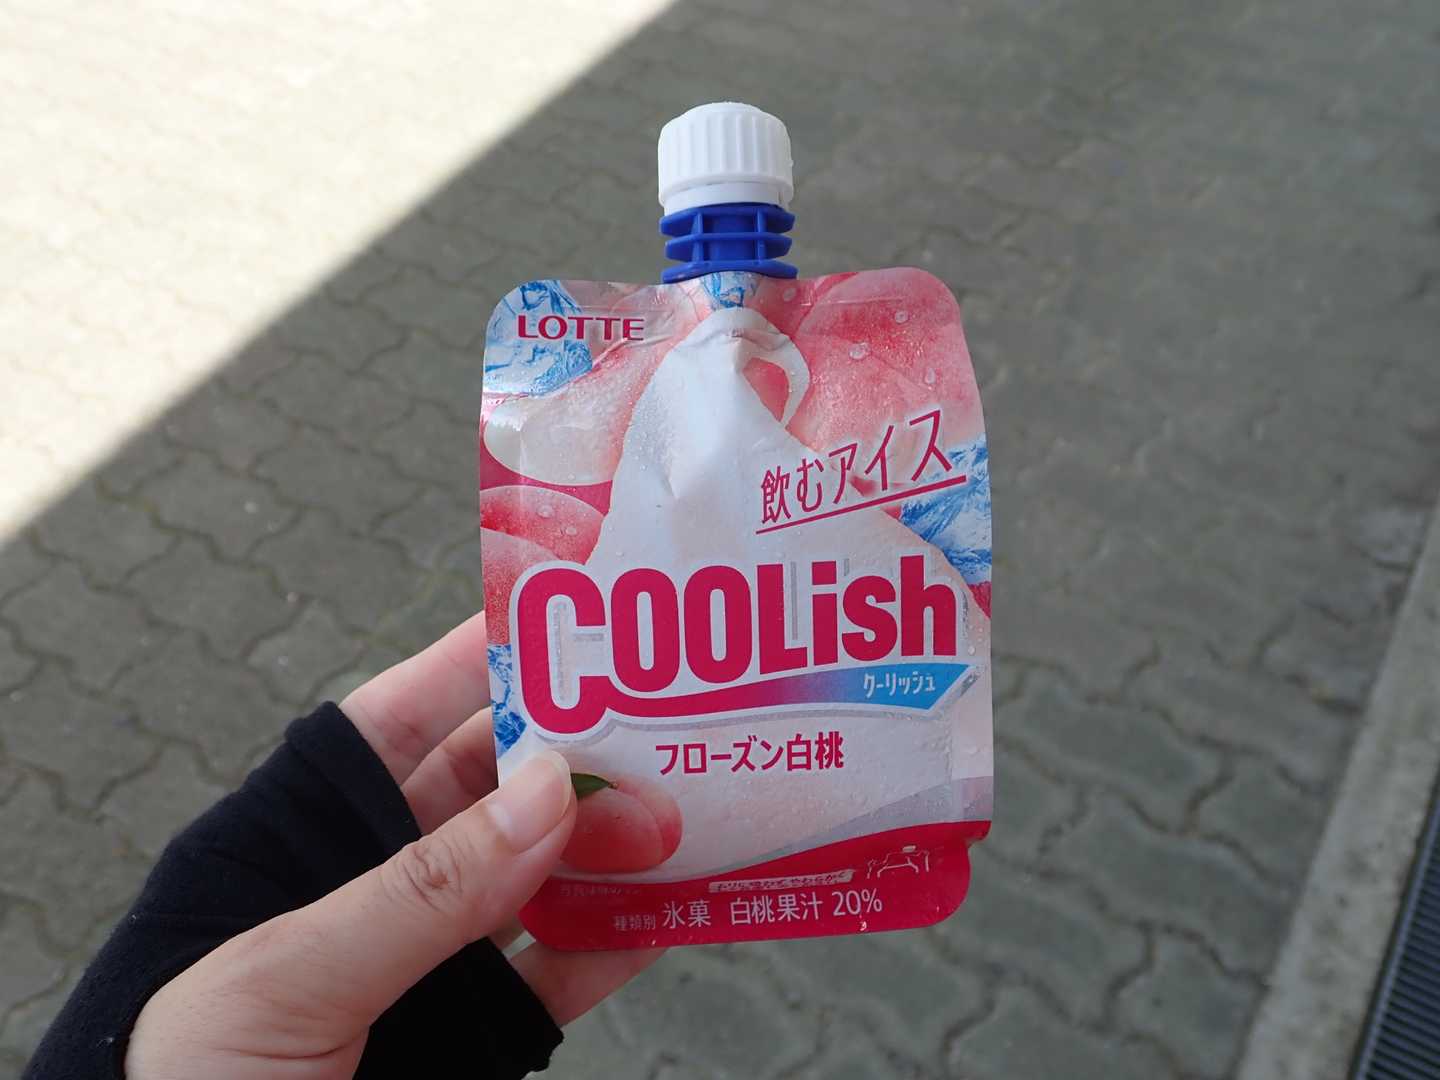 LOTTE
飲むアイス
COOLish
クーリッシュ
フローズン白桃
種類別 氷菓 白桃果汁 20%